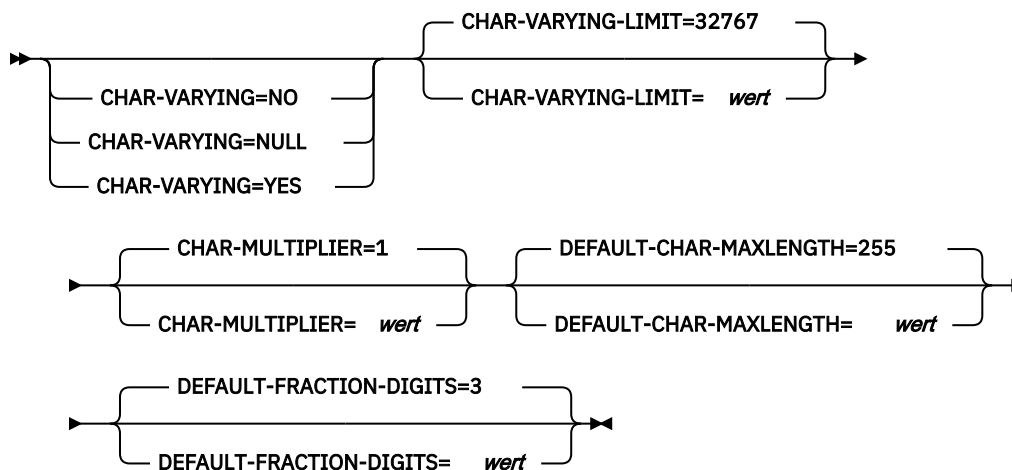 CHAR-VARYING-LIMIT=32767
CHAR-VARYING=NO
CHAR-VARYING-LIMIT= wert
CHAR-VARYING=NULL
CHAR-VARYING=YES
CHAR-MULTIPLIER=1
DEFAULT-CHAR-MAXLENGTH=255
CHAR-MULTIPLIER= wert
DEFAULT-CHAR-MAXLENGTH= wert
DEFAULT-FRACTION-DIGITS=3
DEFAULT-FRACTION-DIGITS= wert